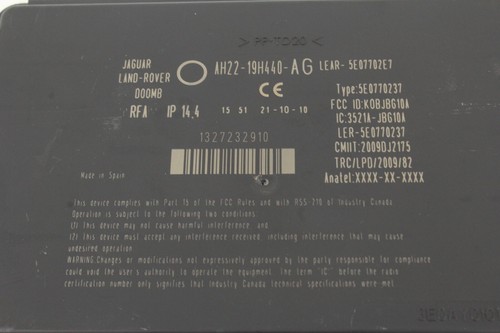 >PP-TD20<
JAGUAR
LAND-ROVER
DOOMB
AH22-19H440-AG LEAR-5E07702E7
CE
RFA IP 14.4 15 51 21-10-10
Type:5E0770237
FCC ID:KOBJBG10A
IC:3521A-JBG10A
LER-5E0770237
CMIIT:2009DJ2175
TRC/LPD/2009/82
Anatel:XXXX-XX-XXXX
1327232910
Made in Spain
This device complies with Part 15 of the FCC Rules and with RSS-210 of Industry Canada
Operation is subject to the following two conditions:
(1) This device may not cause harmful interference, and
(2) This device must accept any interference received, including interference that may cause
undesired operation
WARNING:Changes or modifications not expressively approved by the party responsible for compliance
could void the user's authority to operate the equipment. The term "IC" before the radio
certification number only signifies that Industry Canada technical specifications were met.